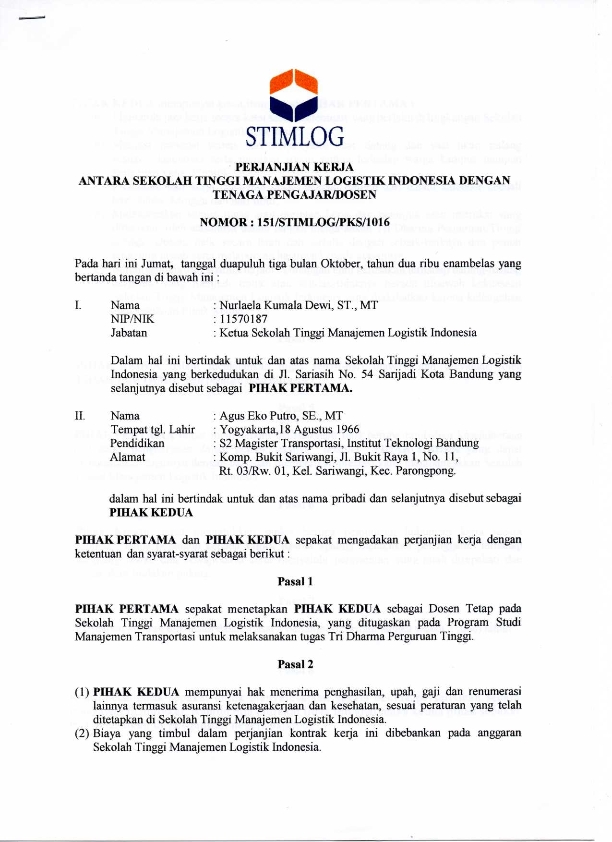 STIMLOG
PERJANJIAN KERJA
ANTARA SEKOLAH TINGGI MANAJEMEN LOGISTIK INDONESIA DENGAN
TENAGA PENGAJAR/DOSEN
NOMOR : 151/STIMLOG/PKS/1016
Pada hari ini Jumat, tanggal duapuluh tiga bulan Oktober, tahun dua ribu enambelas yang
bertanda tangan di bawah ini :
I. Nama : Nurlaela Kumala Dewi, ST., MT
NIP/NIK : 11570187
Jabatan : Ketua Sekolah Tinggi Manajemen Logistik Indonesia
Dalam hal ini bertindak untuk dan atas nama Sekolah Tinggi Manajemen Logistik
Indonesia yang berkedudukan di Jl. Sariasih No. 54 Sarijadi Kota Bandung yang
selanjutnya disebut sebagai PIHAK PERTAMA.
II. Nama : Agus Eko Putro, SE., MT
Tempat tgl. Lahir : Yogyakarta,18 Agustus 1966
Pendidikan : S2 Magister Transportasi, Institut Teknologi Bandung
Alamat : Komp. Bukit Sariwangi, Jl. Bukit Raya 1, No. 11,
Rt. 03/Rw. 01, Kel. Sariwangi, Kec. Parongpong.
dalam hal ini bertindak untuk dan atas nama pribadi dan selanjutnya disebut sebagai
PIHAK KEDUA
PIHAK PERTAMA dan PIHAK KEDUA sepakat mengadakan perjanjian kerja dengan
ketentuan dan syarat-syarat sebagai berikut :
Pasal 1
PIHAK PERTAMA sepakat menetapkan PIHAK KEDUA sebagai Dosen Tetap pada
Sekolah Tinggi Manajemen Logistik Indonesia, yang ditugaskan pada Program Studi
Manajemen Transportasi untuk melaksanakan tugas Tri Dharma Perguruan Tinggi.
Pasal 2
(1) PIHAK KEDUA mempunyai hak menerima penghasilan, upah, gaji dan renumerasi
lainnya termasuk asuransi ketenagakerjaan dan kesehatan, sesuai peraturan yang telah
ditetapkan di Sekolah Tinggi Manajemen Logistik Indonesia.
(2) Biaya yang timbul dalam perjanjian kontrak kerja ini dibebankan pada anggaran
Sekolah Tinggi Manajemen Logistik Indonesia.